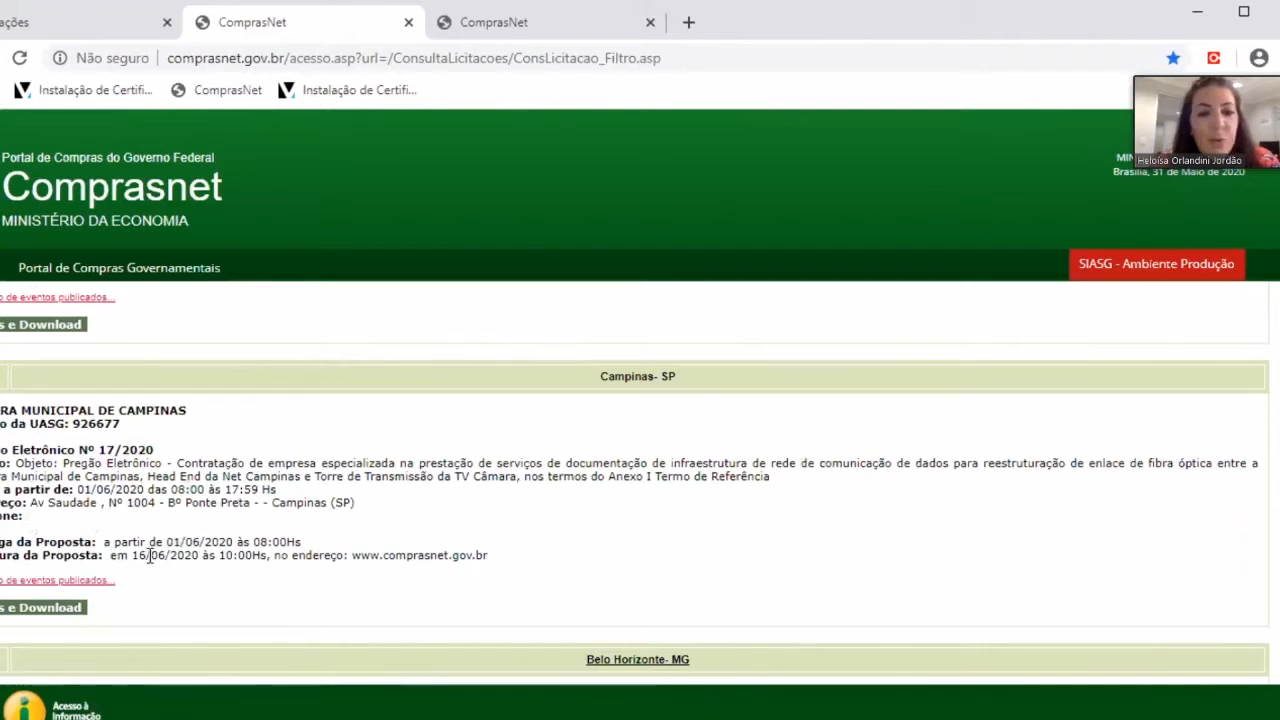 ações
ComprasNet
ComprasNet
Não seguro
comprasnet.gov.br/acesso.asp?url=/ConsultaLicitacoes/ConsLicitacao_Filtro.asp
Instalação de Certifi...
ComprasNet
Instalação de Certifi...
Portal de Compras do Governo Federal
Comprasnet
MINISTÉRIO DA ECONOMIA
MIN
Heloísa Orlandini Jordão
Brasília, 31 de Maio de 2020
Portal de Compras Governamentais
SIASG - Ambiente Produção
o de eventos publicados...
s e Download
Campinas- SP
RA MUNICIPAL DE CAMPINAS
o da UASG: 926677
o Eletrônico Nº 17/2020
o: Objeto: Pregão Eletrônico - Contratação de empresa especializada na prestação de serviços de documentação de infraestrutura de rede de comunicação de dados para reestruturação de enlace de fibra óptica entre a
ra Municipal de Campinas, Head End da Net Campinas e Torre de Transmissão da TV Câmara, nos termos do Anexo I Termo de Referência
a partir de: 01/06/2020 das 08:00 às 17:59 Hs
reço: Av Saudade , Nº 1004 - Bº Ponte Preta - - Campinas (SP)
one:
ga da Proposta: a partir de 01/06/2020 às 08:00Hs
ura da Proposta: em 16/06/2020 às 10:00Hs, no endereço: www.comprasnet.gov.br
o de eventos publicados...
s e Download
Belo Horizonte- MG
Acesso à
Informação